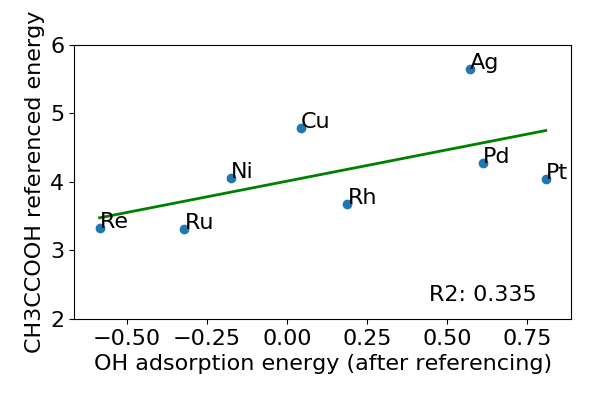 CH3CCOOH referenced energy
6
5
4
3
2
Ag
Cu
Ni
Pd
Pt
Rh
Re
Ru
R2: 0.335
−0.50 −0.25 0.00 0.25 0.50 0.75
OH adsorption energy (after referencing)